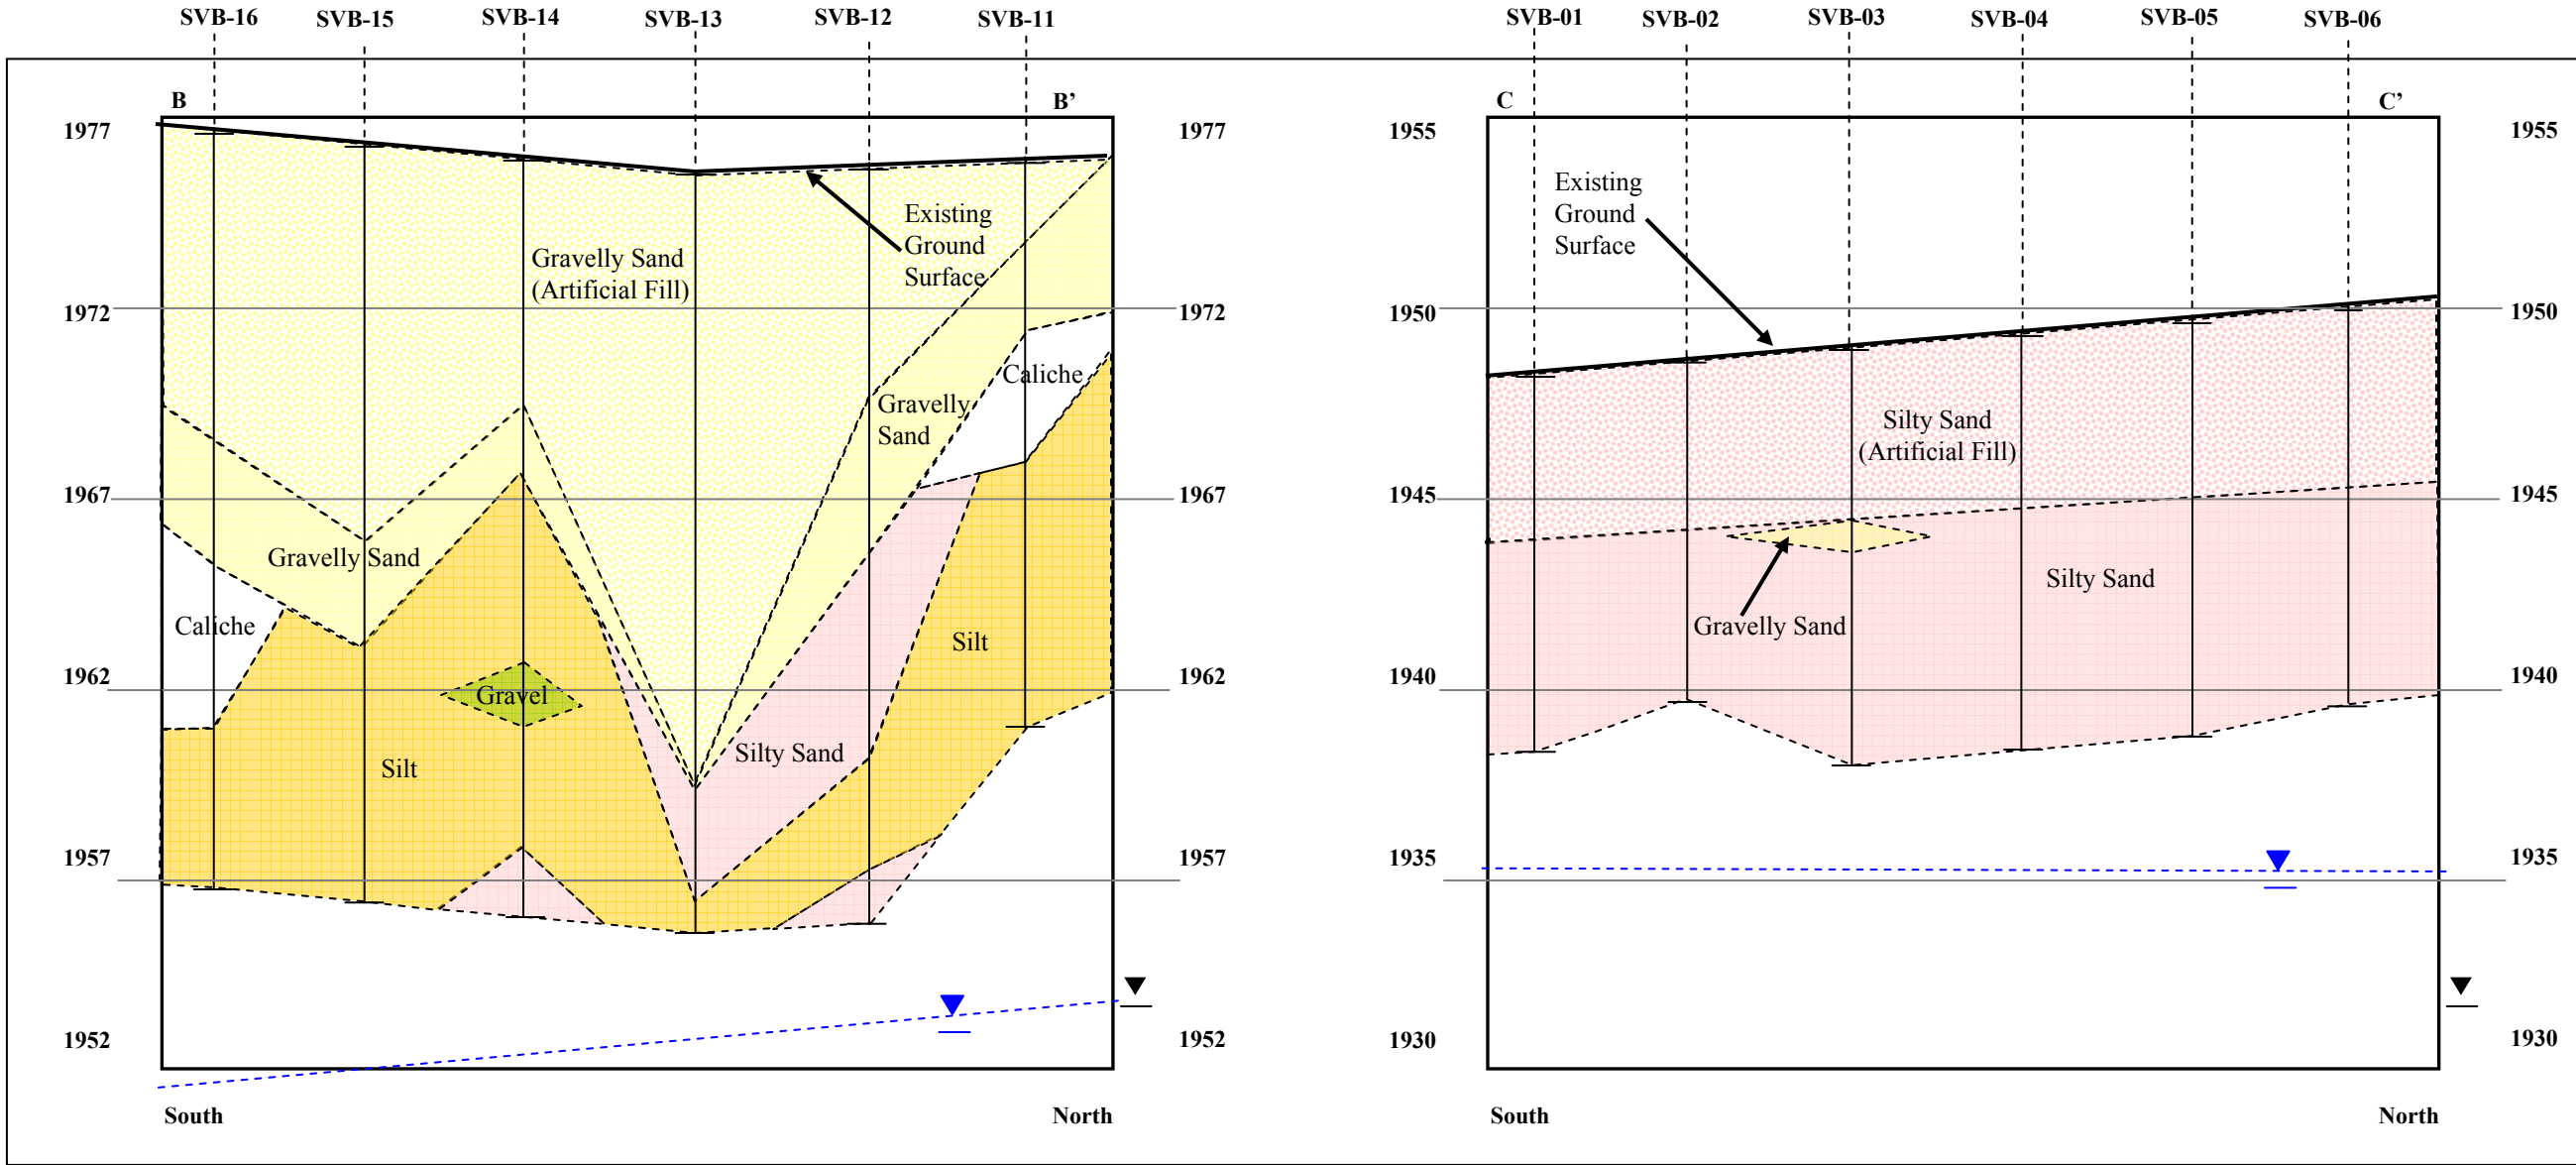 SVB-16 SVB-15 SVB-14 SVB-13 SVB-12 SVB-11
SVB-01 SVB-02 SVB-03 SVB-04 SVB-05 SVB-06
B B’
1977 1977
Existing
Ground
Surface
Gravelly Sand
(Artificial Fill)
1972 1972
Caliche
Gravelly
Sand
1967 1967
Gravelly Sand
Caliche
Silt
1962 1962
Gravel
Silty Sand
Silt
1957 1957
1952 1952
South North
C C’
1955 1955
Existing
Ground
Surface
1950 1950
Silty Sand
(Artificial Fill)
1945 1945
Silty Sand
Gravelly Sand
1940 1940
1935 1935
1930 1930
South North